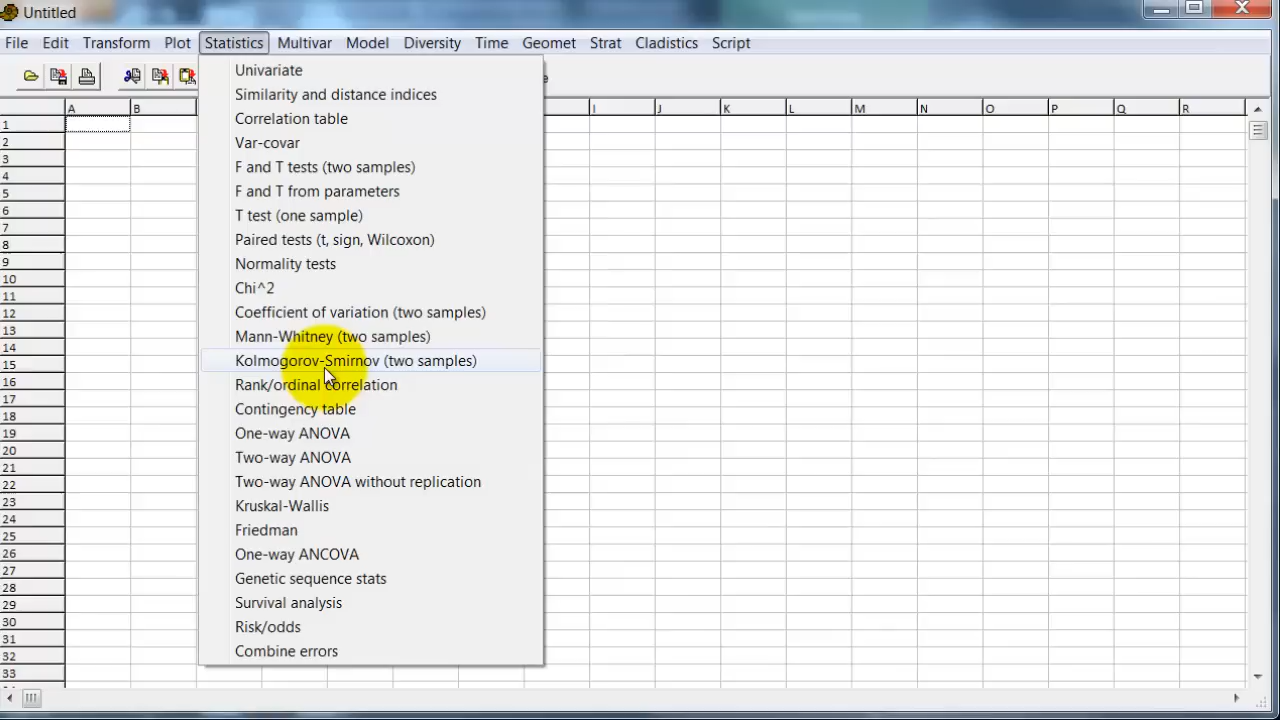 Untitled
File Edit Transform Plot Statistics Multivar Model Diversity Time Geomet Strat Cladistics Script
A B I J K L M N O P Q R
Univariate
Similarity and distance indices
Correlation table
Var-covar
F and T tests (two samples)
F and T from parameters
T test (one sample)
Paired tests (t, sign, Wilcoxon)
Normality tests
Chi^2
Coefficient of variation (two samples)
Mann-Whitney (two samples)
Kolmogorov-Smirnov (two samples)
Rank/ordinal correlation
Contingency table
One-way ANOVA
Two-way ANOVA
Two-way ANOVA without replication
Kruskal-Wallis
Friedman
One-way ANCOVA
Genetic sequence stats
Survival analysis
Risk/odds
Combine errors
1
2
3
4
5
6
7
8
9
10
11
12
13
14
15
16
17
18
19
20
21
22
23
24
25
26
27
28
29
30
31
32
33